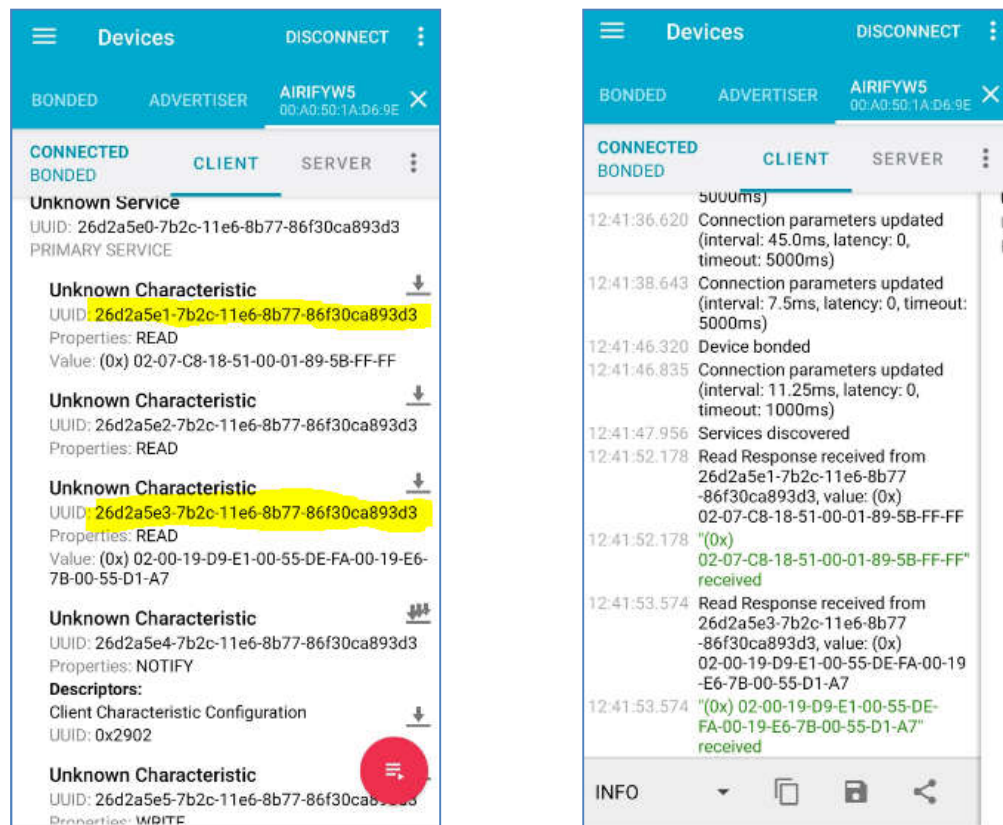 Devices
DISCONNECT
BONDED
ADVERTISER
AIRIFYW5
00:A0:50:1A:D6:9E
CONNECTED
BONDED
CLIENT
SERVER
Unknown Service
UUID: 26d2a5e0-7b2c-11e6-8b77-86f30ca893d3
PRIMARY SERVICE
Unknown Characteristic
UUID: 26d2a5e1-7b2c-11e6-8b77-86f30ca893d3
Properties: READ
Value: (0x) 02-07-C8-18-51-00-01-89-5B-FF-FF
Unknown Characteristic
UUID: 26d2a5e2-7b2c-11e6-8b77-86f30ca893d3
Properties: READ
Unknown Characteristic
UUID: 26d2a5e3-7b2c-11e6-8b77-86f30ca893d3
Properties: READ
Value: (0x) 02-00-19-D9-E1-00-55-DE-FA-00-19-E6-
7B-00-55-D1-A7
Unknown Characteristic
UUID: 26d2a5e4-7b2c-11e6-8b77-86f30ca893d3
Properties: NOTIFY
Descriptors:
Client Characteristic Configuration
UUID: 0x2902
Unknown Characteristic
UUID: 26d2a5e5-7b2c-11e6-8b77-86f30ca893d3
Properties: WRITE
Devices
DISCONNECT
BONDED
ADVERTISER
AIRIFYW5
00:A0:50:1A:D6:9E
CONNECTED
BONDED
CLIENT
SERVER
5000ms)
12:41:36.620 Connection parameters updated
(interval: 45.0ms, latency: 0,
timeout: 5000ms)
12:41:38.643 Connection parameters updated
(interval: 7.5ms, latency: 0, timeout:
5000ms)
12:41:46.320 Device bonded
12:41:46.835 Connection parameters updated
(interval: 11.25ms, latency: 0,
timeout: 1000ms)
12:41:47.956 Services discovered
12:41:52.178 Read Response received from
26d2a5e1-7b2c-11e6-8b77
-86f30ca893d3, value: (0x)
02-07-C8-18-51-00-01-89-5B-FF-FF
12:41:52.178 "(0x)
02-07-C8-18-51-00-01-89-5B-FF-FF"
received
12:41:53.574 Read Response received from
26d2a5e3-7b2c-11e6-8b77
-86f30ca893d3, value: (0x)
02-00-19-D9-E1-00-55-DE-FA-00-19
-E6-7B-00-55-D1-A7
12:41:53.574 "(0x) 02-00-19-D9-E1-00-55-DE-
FA-00-19-E6-7B-00-55-D1-A7"
received
INFO